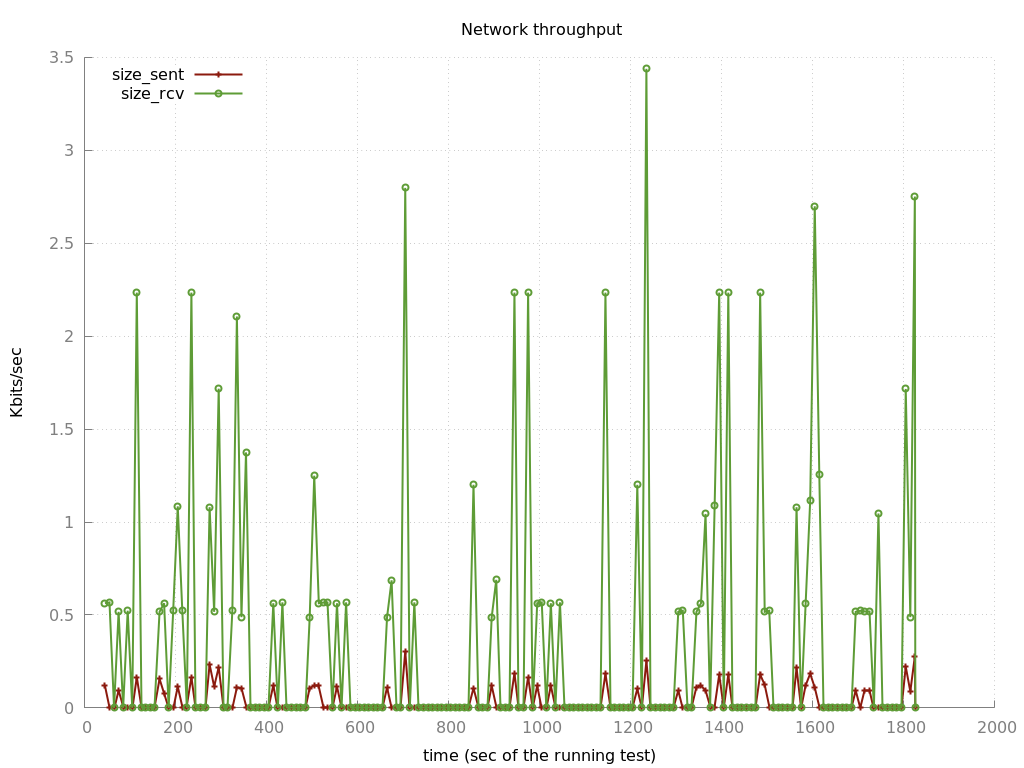 Network throughput
size_sent
size_rcv
3.5
3
2.5
2
1.5
1
0.5
0
Kbits/sec
0 200 400 600 800 1000 1200 1400 1600 1800 2000
time (sec of the running test)